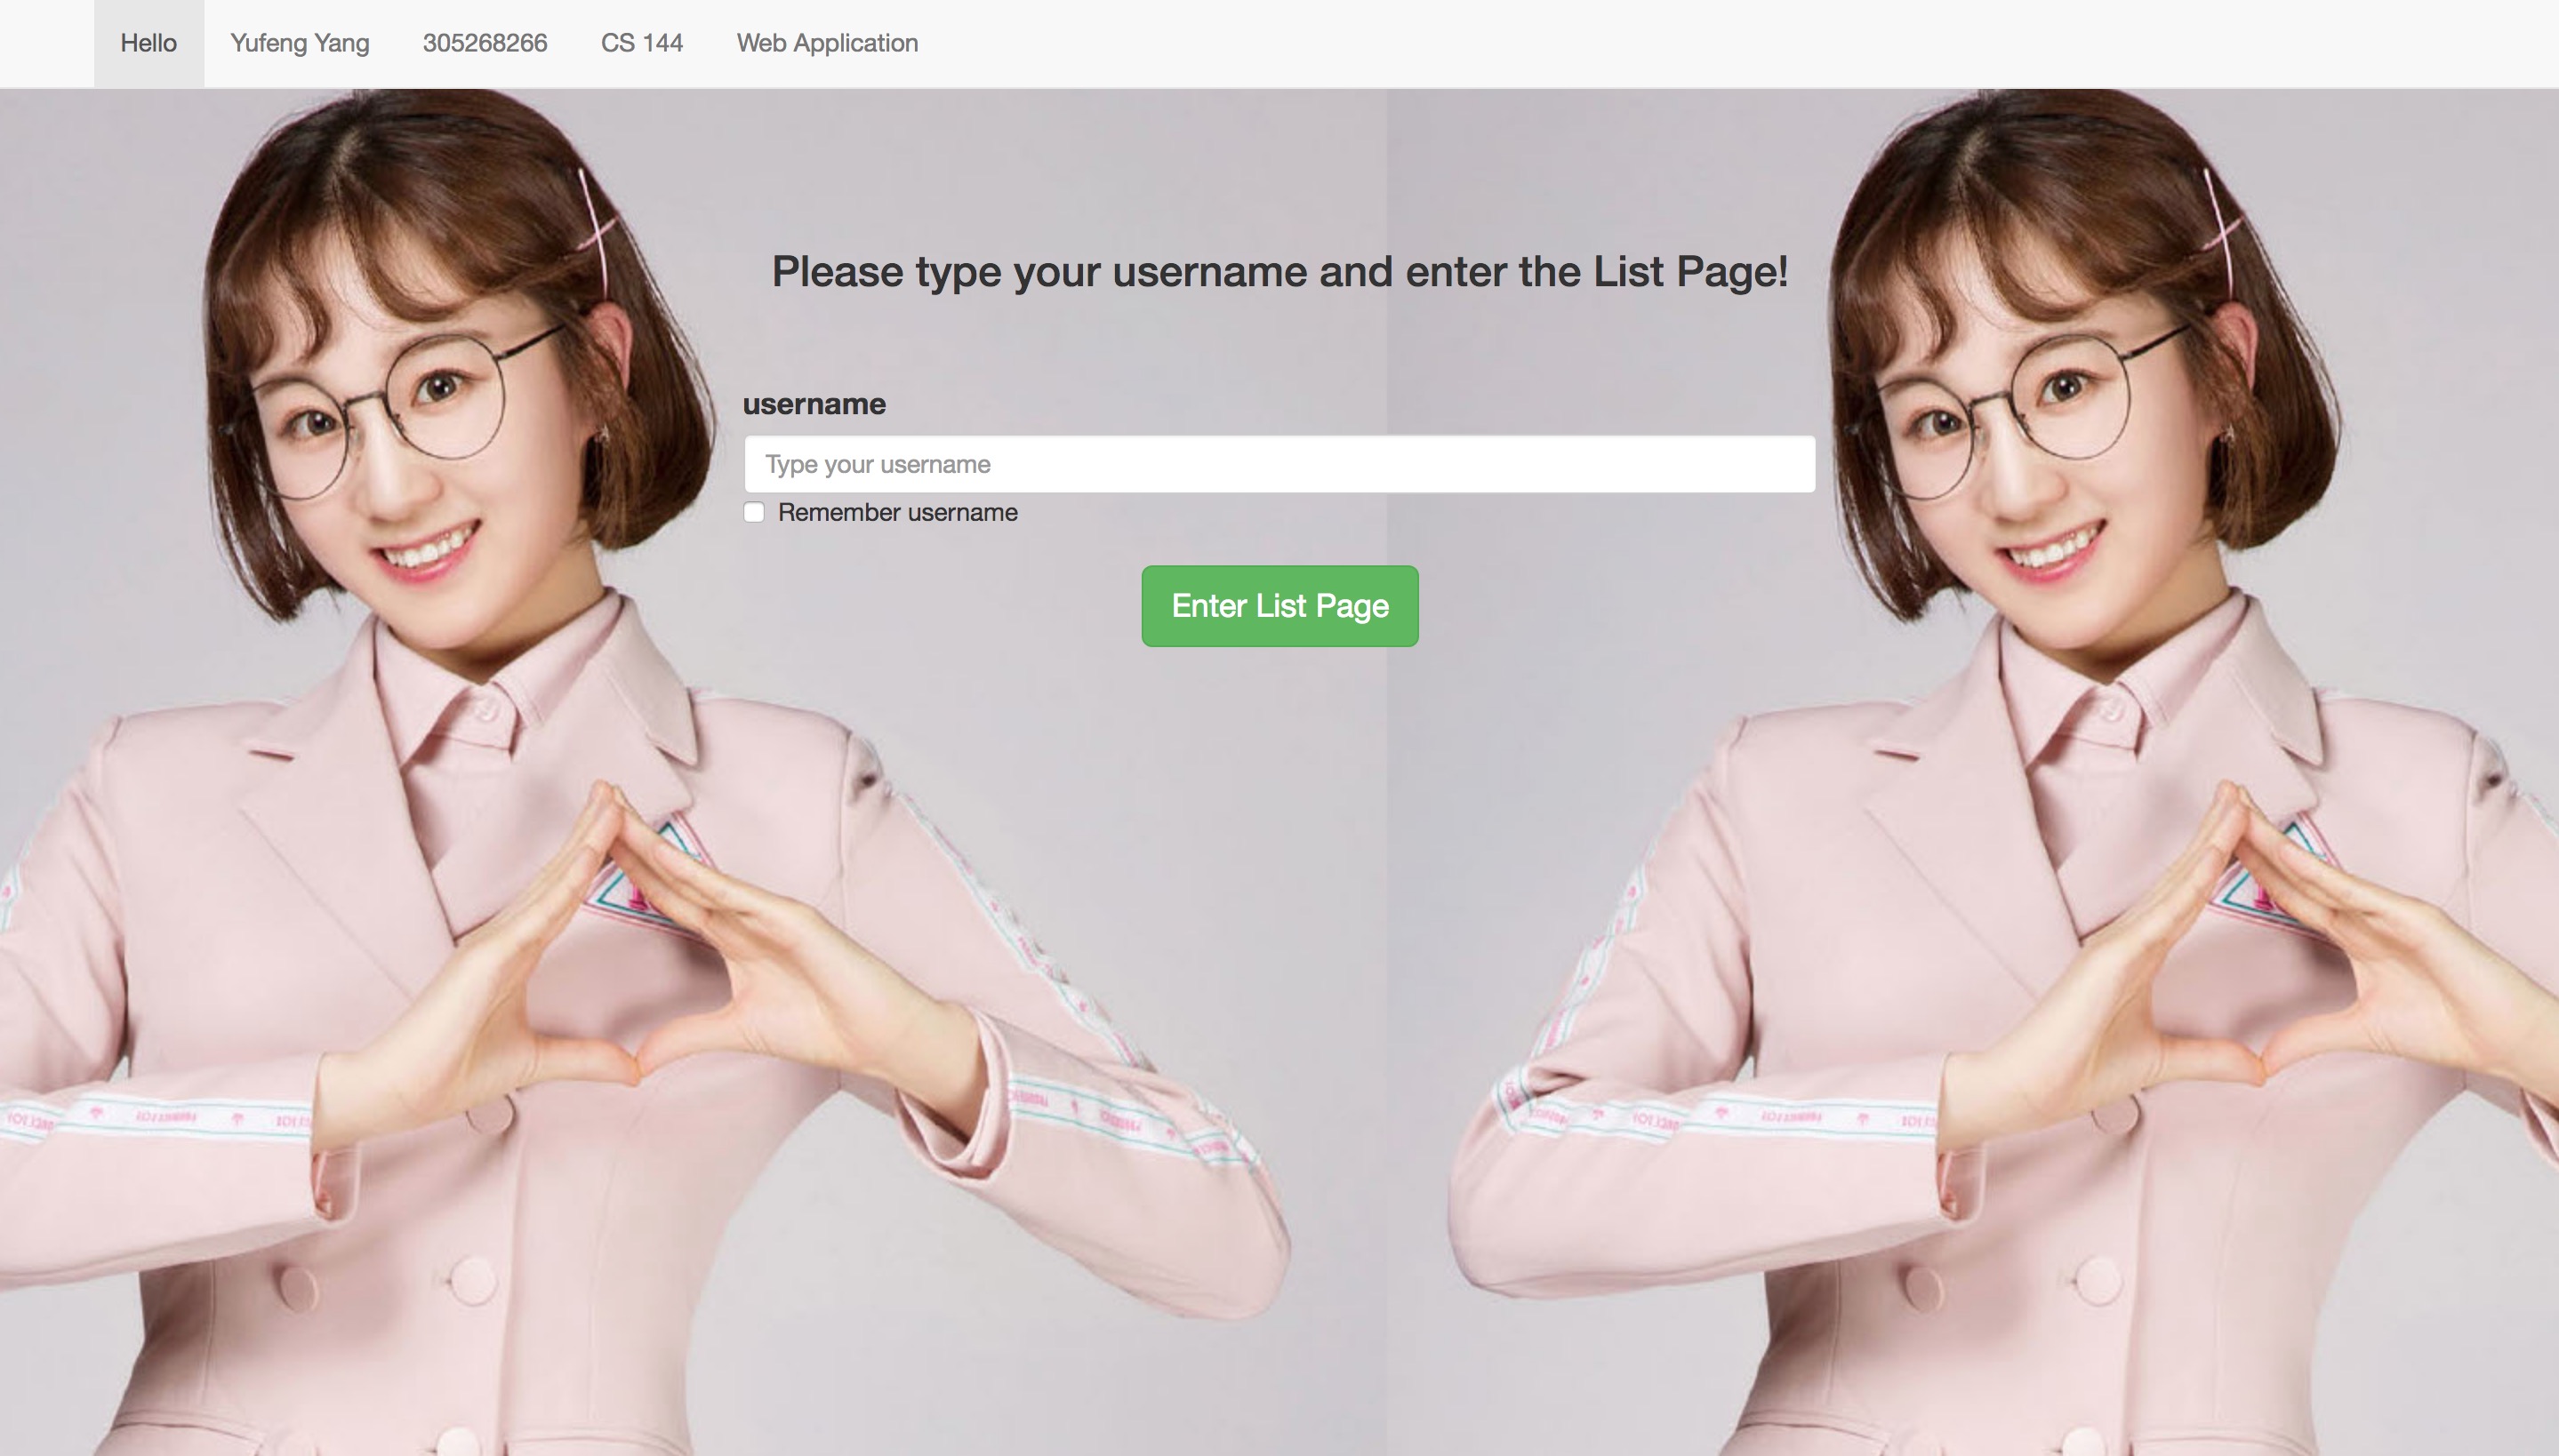 Hello Yufeng Yang 305268266 CS 144 Web Application
Please type your username and enter the List Page!
username
Type your username
Remember username
Enter List Page